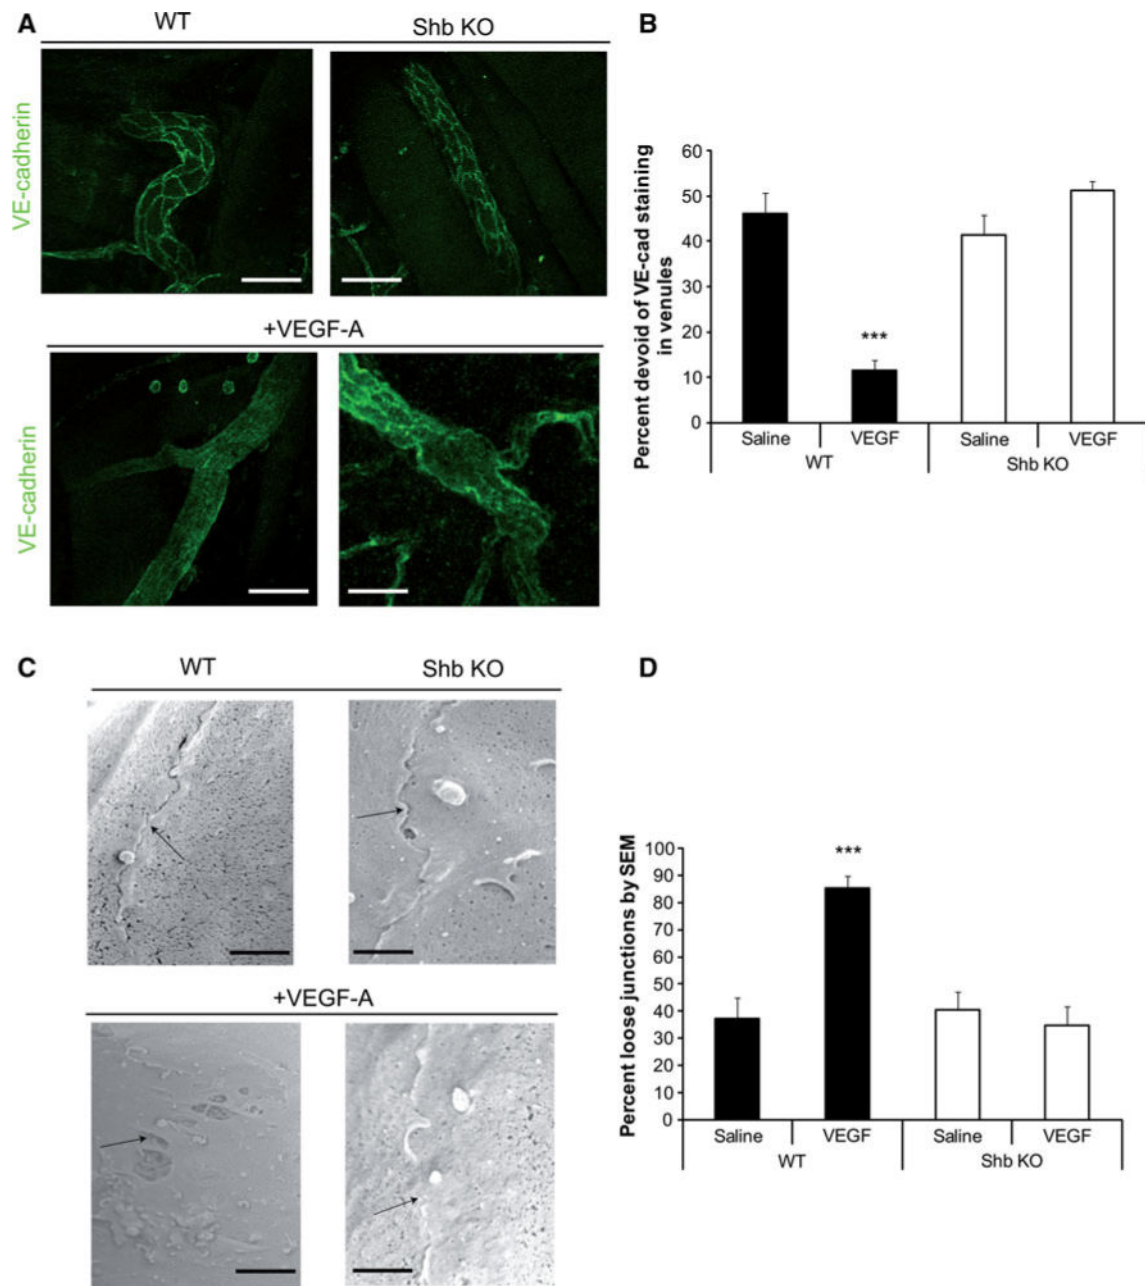 A
WT
Shb KO
VE-cadherin
+VEGF-A
VE-cadherin
B
Percent devoid of VE-cad staining
in venules
60
50
40
30
20
10
0
***
Saline
VEGF
Saline
VEGF
WT
Shb KO
C
WT
Shb KO
+VEGF-A
D
Percent loose junctions by SEM
100
90
80
70
60
50
40
30
20
10
0
***
Saline
VEGF
Saline
VEGF
WT
Shb KO